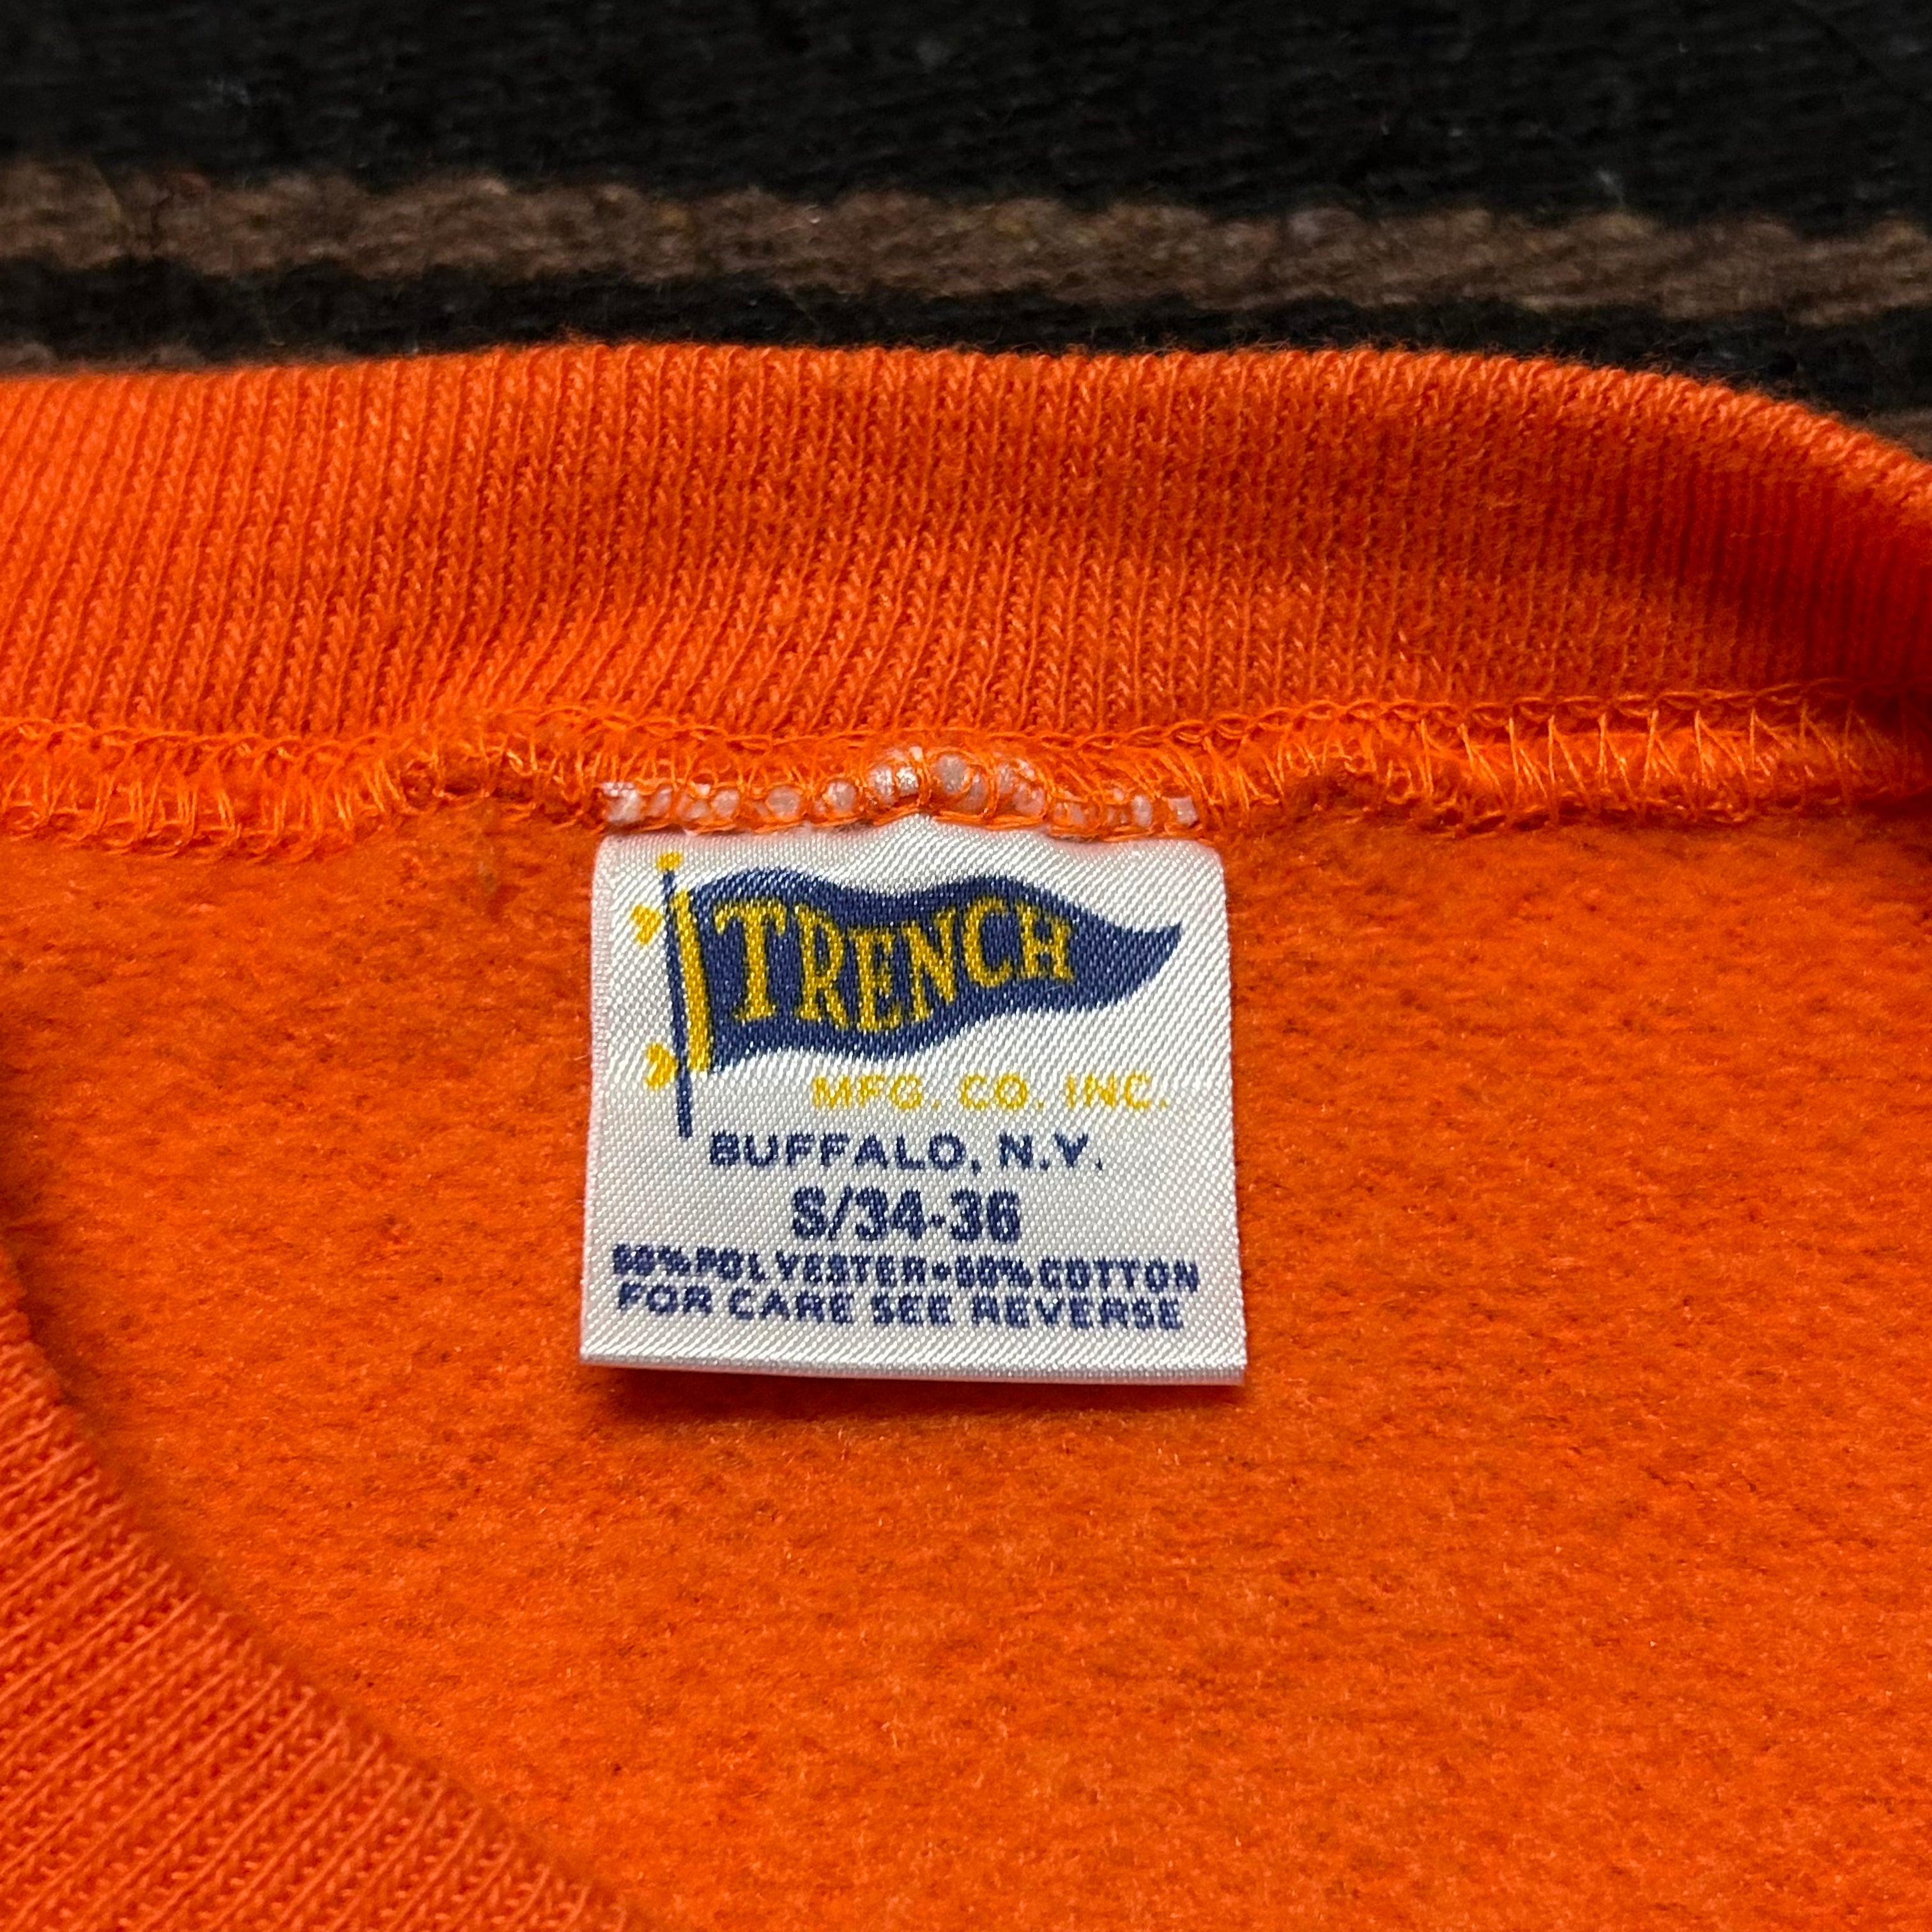 TRENCH
MFG. CO. INC.
BUFFALO, N.Y.
S/34-36
50% POLYESTER • 50% COTTON
FOR CARE SEE REVERSE